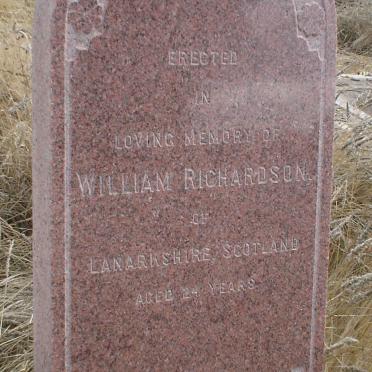 ERECTED
IN
LOVING MEMORY OF
WILLIAM RICHARDSON.
OF
LANARKSHIRE, SCOTLAND
AGED 24 YEARS.